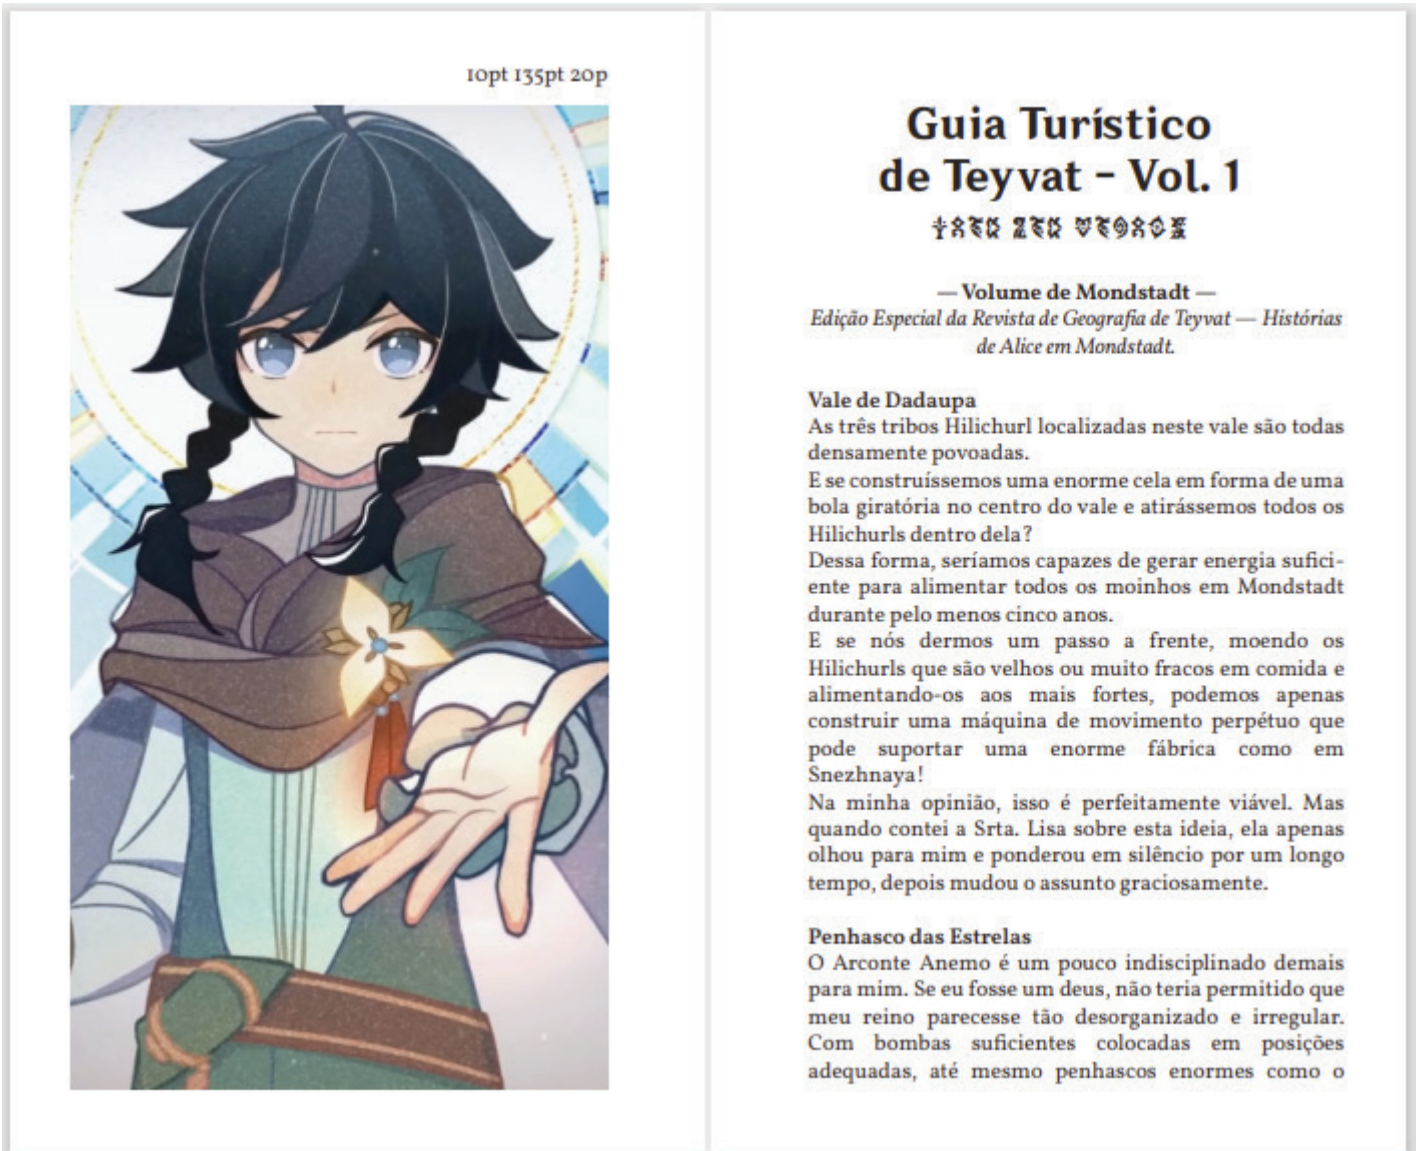 10pt 135pt 20p
Guia Turístico
de Teyvat – Vol. 1
— Volume de Mondstadt —
Edição Especial da Revista de Geografia de Teyvat — Histórias
de Alice em Mondstadt.
Vale de Dadaupa
As três tribos Hilichurl localizadas neste vale são todas
densamente povoadas.
E se construíssemos uma enorme cela em forma de uma
bola giratória no centro do vale e atirássemos todos os
Hilichurls dentro dela?
Dessa forma, seríamos capazes de gerar energia sufici-
ente para alimentar todos os moinhos em Mondstadt
durante pelo menos cinco anos.
E se nós dermos um passo a frente, moendo os
Hilichurls que são velhos ou muito fracos em comida e
alimentando-os aos mais fortes, podemos apenas
construir uma máquina de movimento perpétuo que
pode suportar uma enorme fábrica como em
Snezhnaya!
Na minha opinião, isso é perfeitamente viável. Mas
quando contei a Srta. Lisa sobre esta ideia, ela apenas
olhou para mim e ponderou em silêncio por um longo
tempo, depois mudou o assunto graciosamente.
Penhasco das Estrelas
O Arconte Anemo é um pouco indisciplinado demais
para mim. Se eu fosse um deus, não teria permitido que
meu reino parecesse tão desorganizado e irregular.
Com bombas suficientes colocadas em posições
adequadas, até mesmo penhascos enormes como o